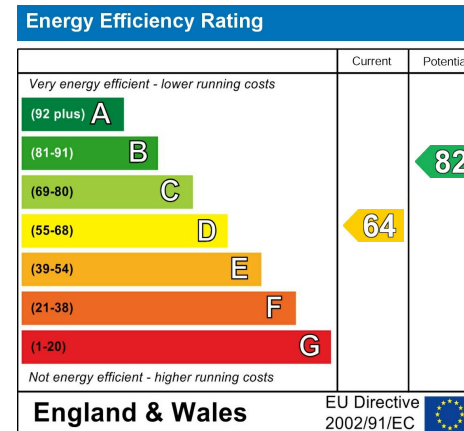 Energy Efficiency Rating
Current Potential
Very energy efficient - lower running costs
(92 plus) A
(81-91) B
82
(69-80) C
(55-68) D
64
(39-54) E
(21-38) F
(1-20) G
Not energy efficient - higher running costs
England & Wales
EU Directive
2002/91/EC